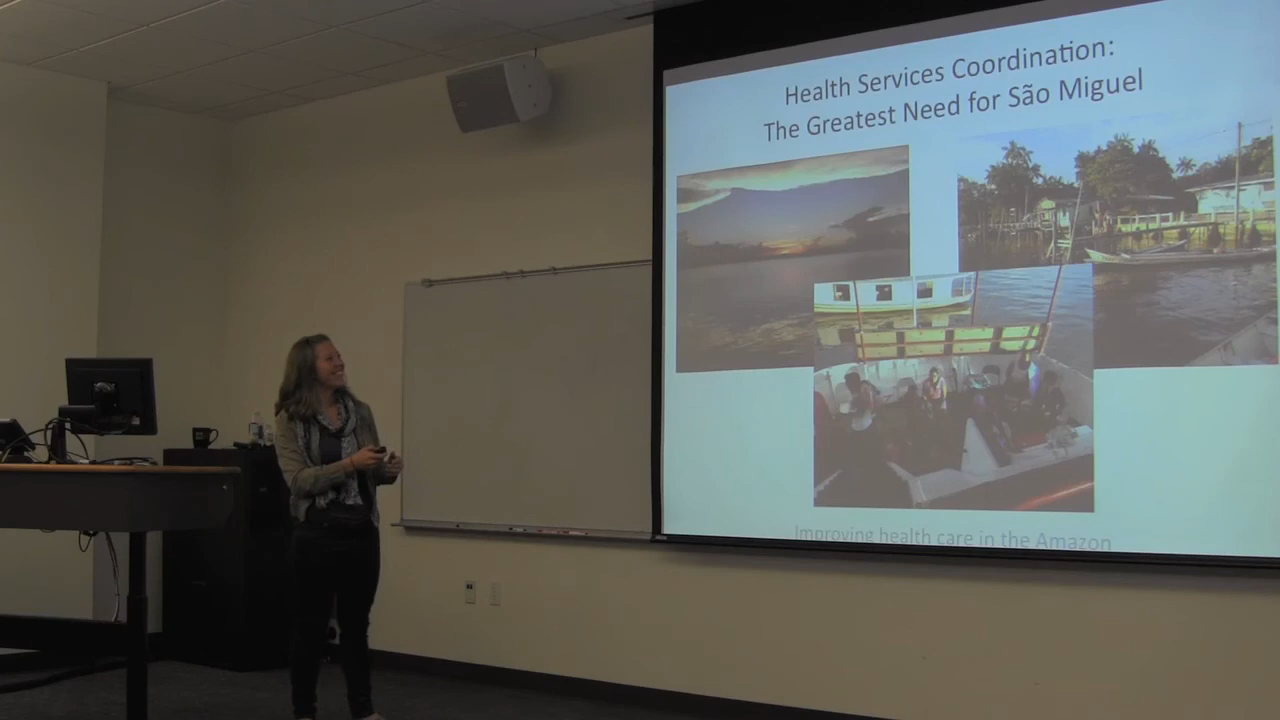 Health Services Coordination:
The Greatest Need for São Miguel
Improving health care in the Amazon